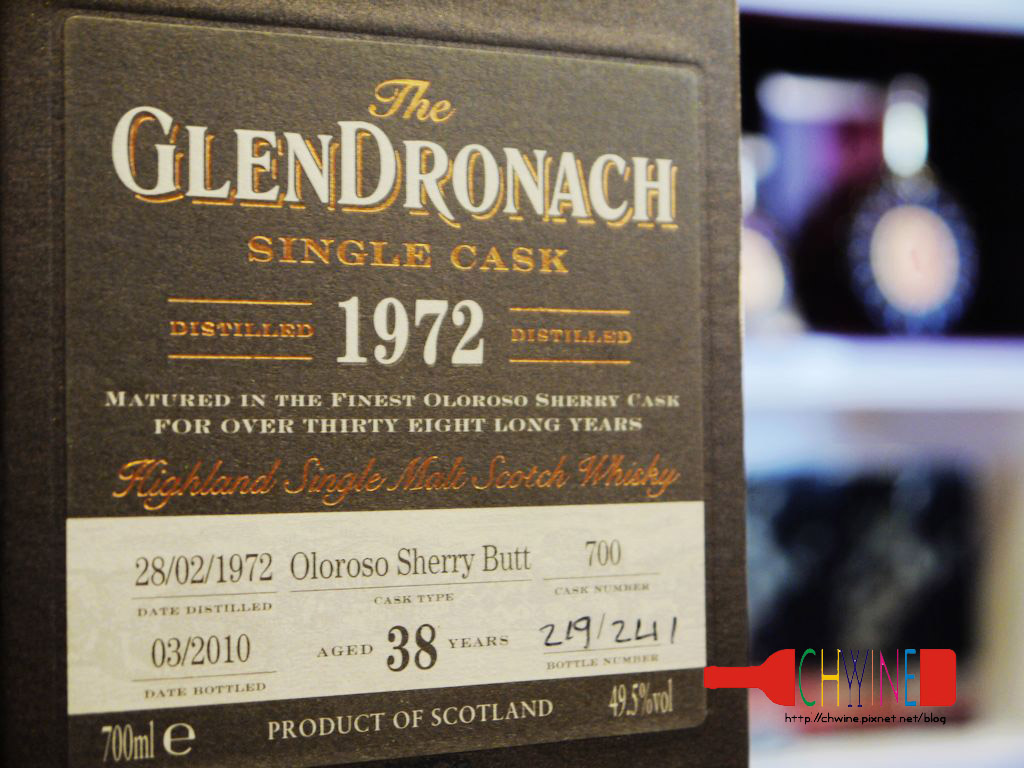 The
GLENDRONACH
SINGLE CASK
DISTILLED 1972 DISTILLED
MATURED IN THE FINEST OLOROSO SHERRY CASK
FOR OVER THIRTY EIGHT LONG YEARS
Highland Single Malt Scotch Whisky
28/02/1972 Oloroso Sherry Butt 700
DATE DISTILLED CASK TYPE CASK NUMBER
03/2010 AGED 38 YEARS 219/241
DATE BOTTLED BOTTLE NUMBER
700ml e PRODUCT OF SCOTLAND 49.5%vol
CHWINE
http://chwine.pixnet.net/blog